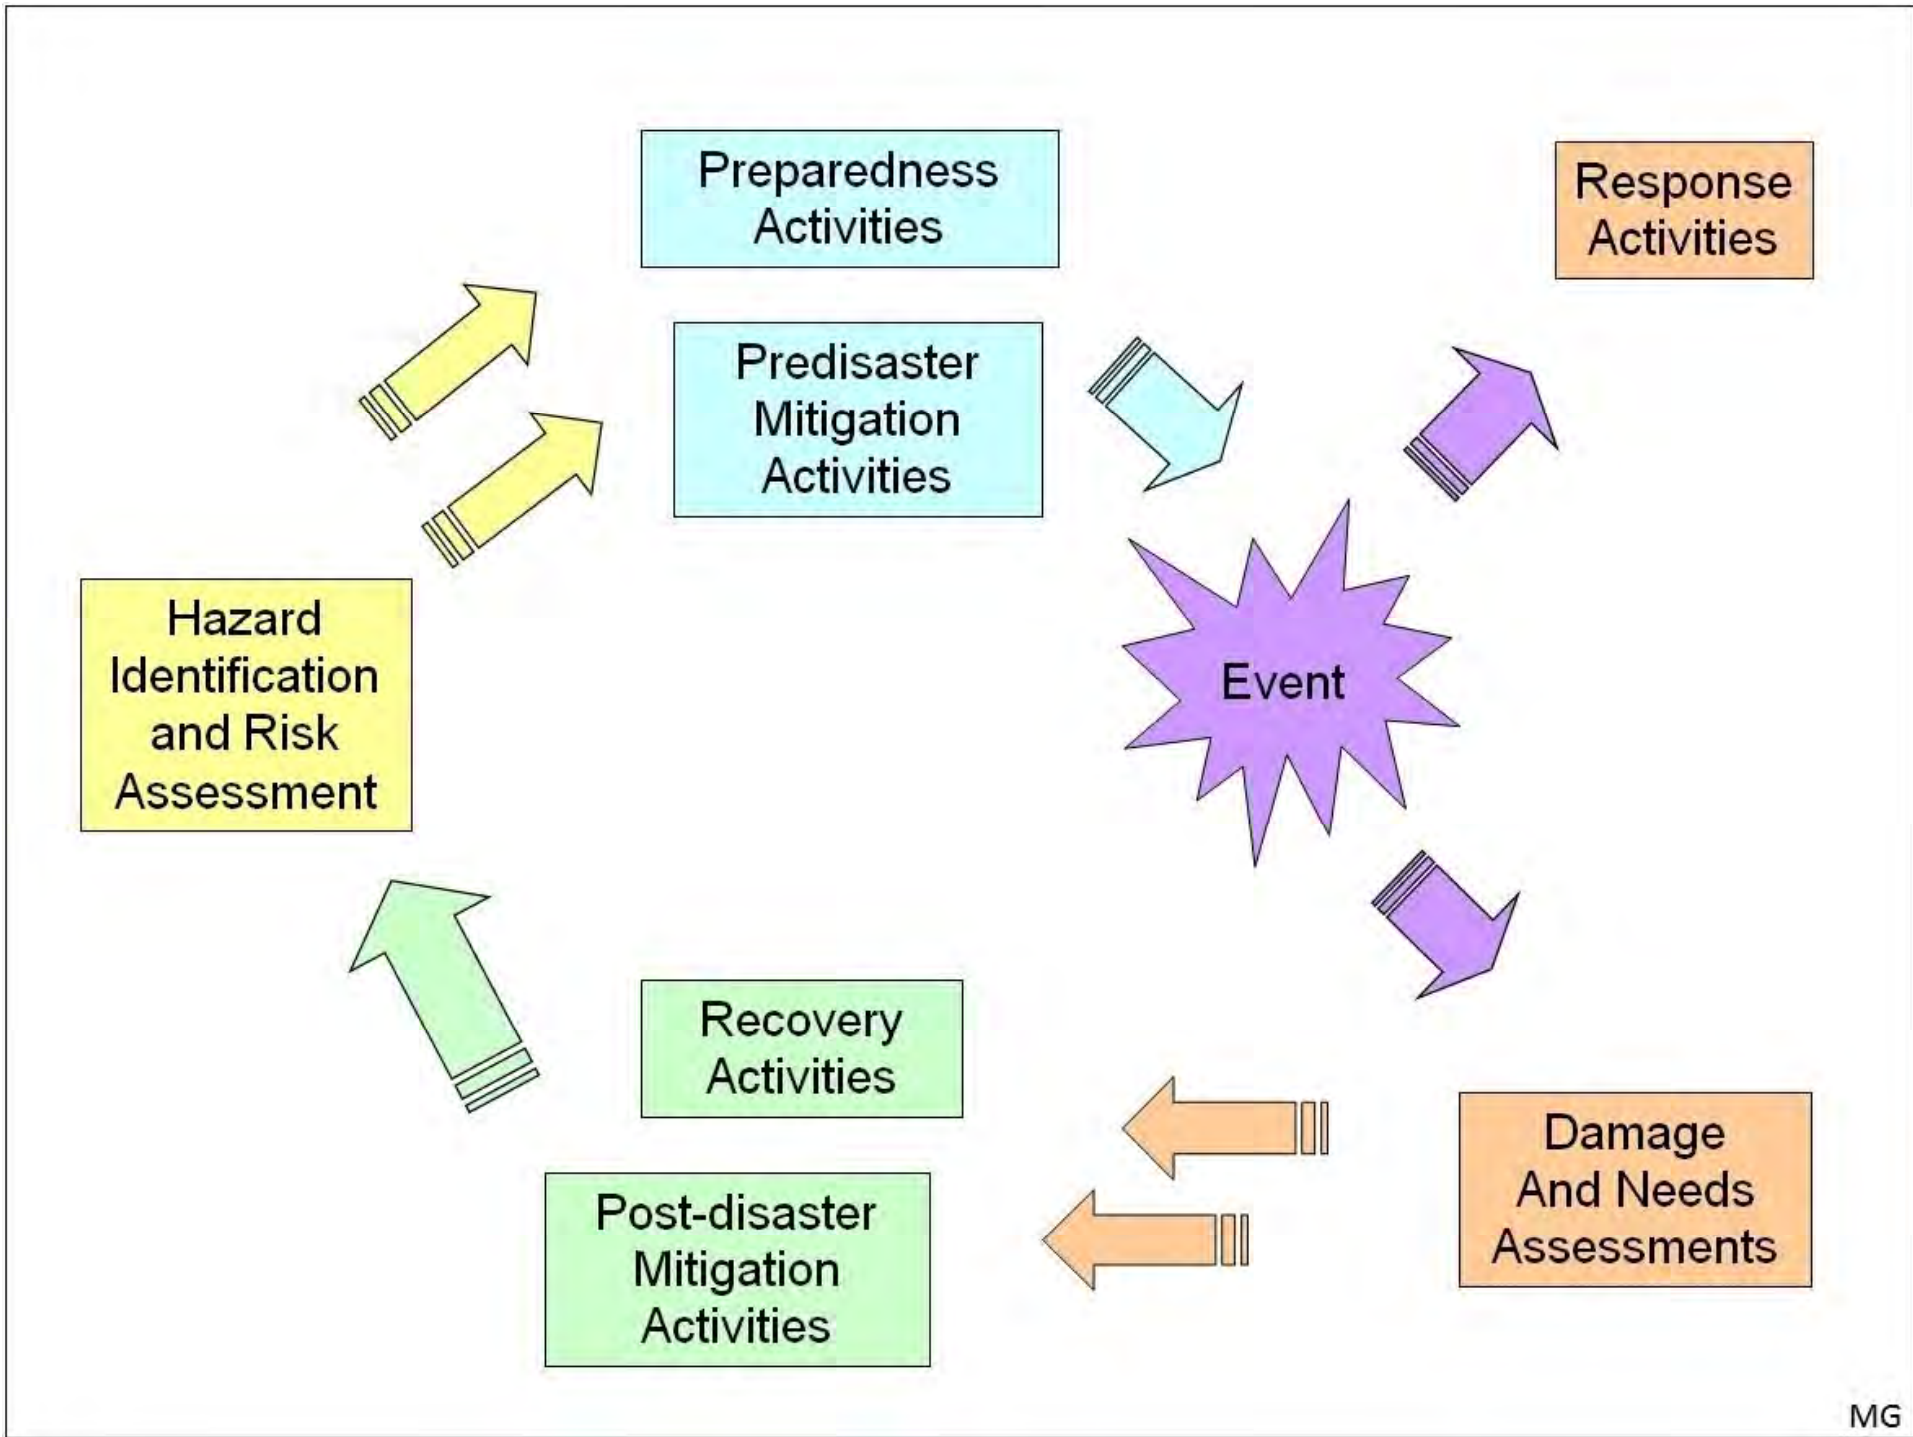 Preparedness
Activities
Response
Activities
Predisaster
Mitigation
Activities
Hazard
Identification
and Risk
Assessment
Event
Recovery
Activities
Damage
And Needs
Assessments
Post-disaster
Mitigation
Activities
MG